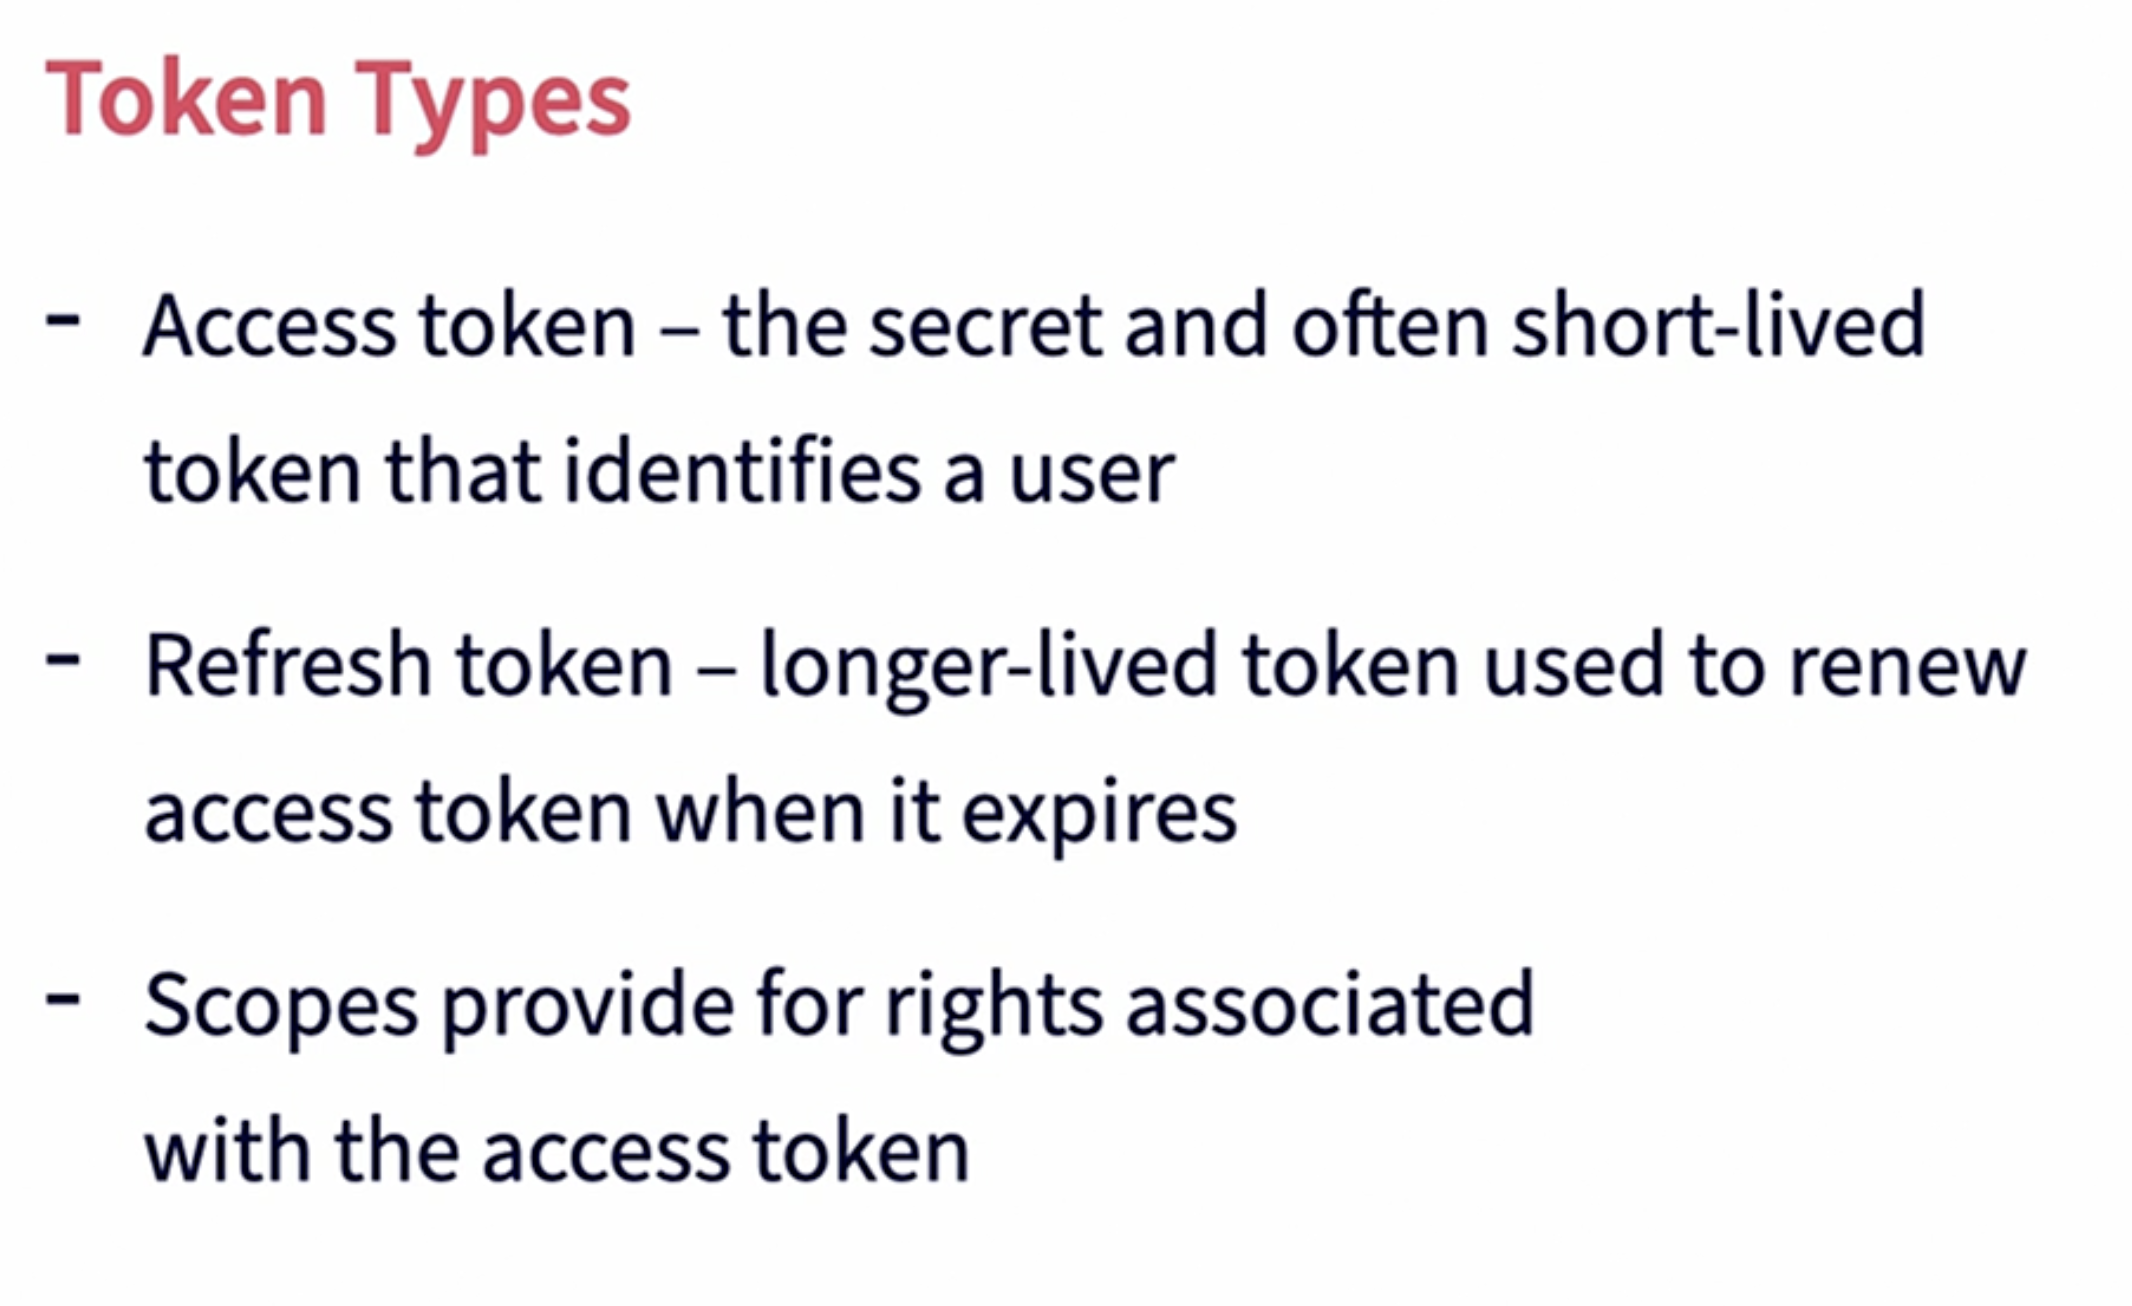 Token Types
- Access token – the secret and often short-lived
token that identifies a user
- Refresh token – longer-lived token used to renew
access token when it expires
- Scopes provide for rights associated
with the access token